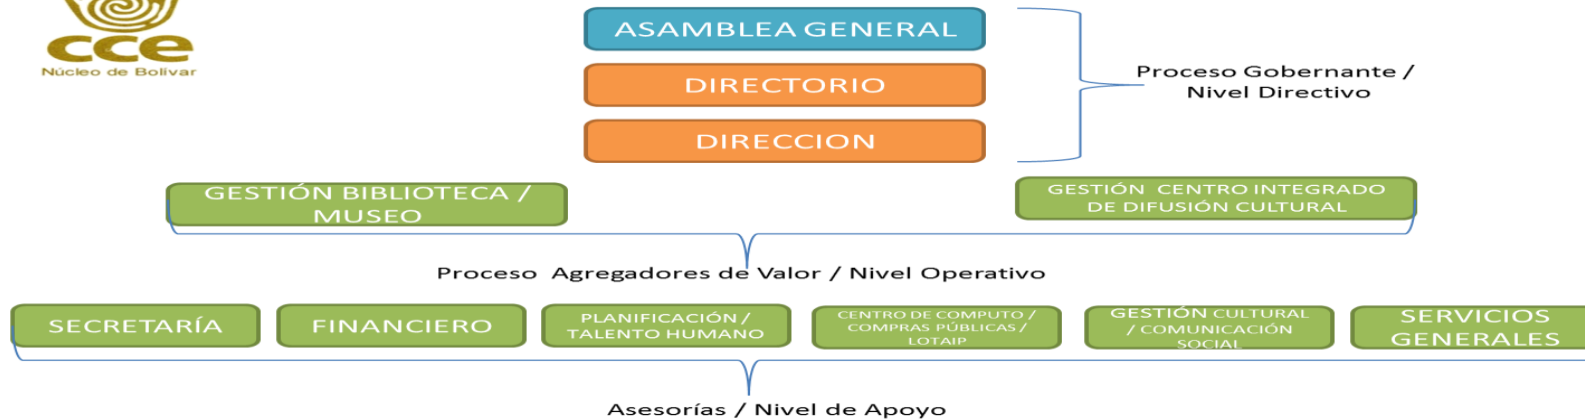 cce
Núcleo de Bolivar
ASAMBLEA GENERAL
DIRECTORIO
DIRECCION
Proceso Gobernante /
Nivel Directivo
GESTIÓN BIBLIOTECA /
MUSEO
GESTIÓN CENTRO INTEGRADO
DE DIFUSIÓN CULTURAL
Proceso Agregadores de Valor / Nivel Operativo
SECRETARÍA
FINANCIERO
PLANIFICACIÓN /
TALENTO HUMANO
CENTRO DE COMPUTO /
COMPRAS PÚBLICAS /
LOTAIP
GESTIÓN CULTURAL
/ COMUNICACIÓN
SOCIAL
SERVICIOS
GENERALES
Asesorías / Nivel de Apoyo